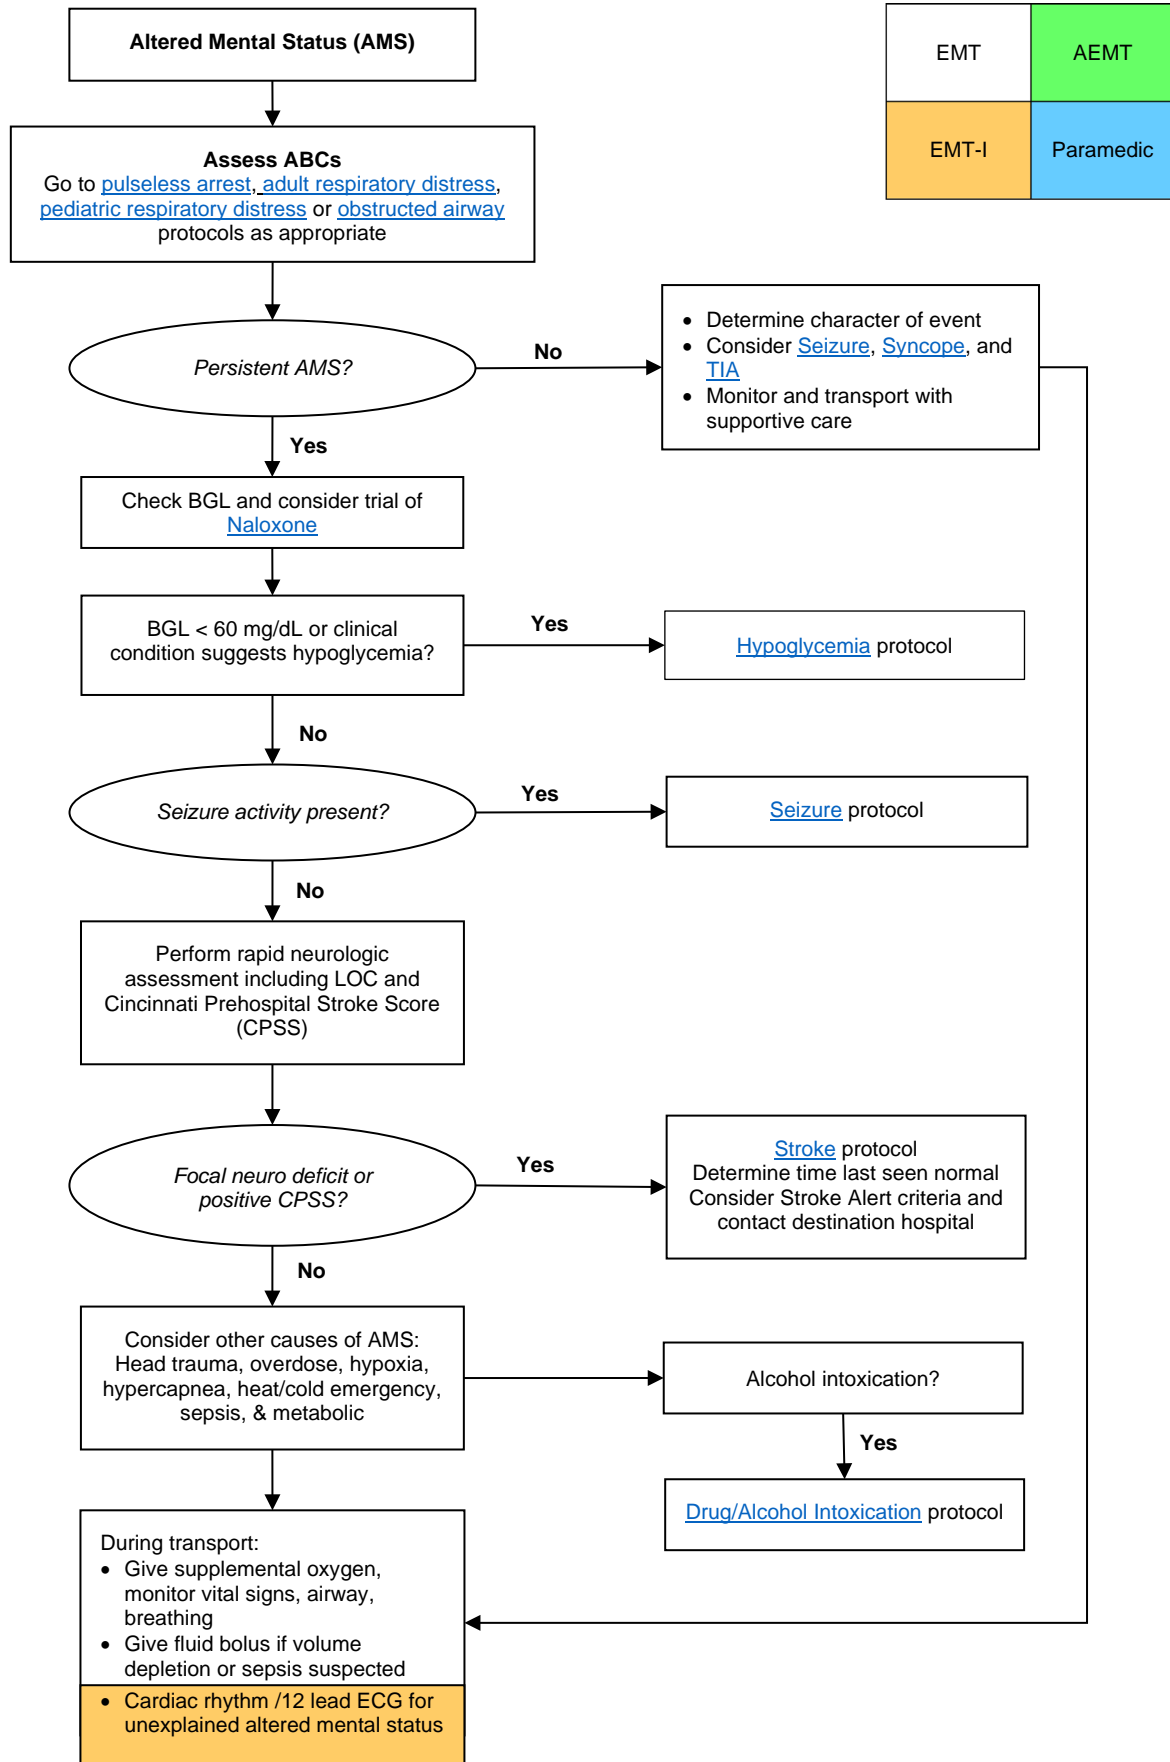 Altered Mental Status (AMS)
EMT
AEMT
EMT-I
Paramedic
Assess ABCs
Go to pulseless arrest, adult respiratory distress,
pediatric respiratory distress or obstructed airway
protocols as appropriate
Persistent AMS?
No
• Determine character of event
• Consider Seizure, Syncope, and
TIA
• Monitor and transport with
supportive care
Yes
Check BGL and consider trial of
Naloxone
BGL < 60 mg/dL or clinical
condition suggests hypoglycemia?
Yes
Hypoglycemia protocol
No
Seizure activity present?
Yes
Seizure protocol
No
Perform rapid neurologic
assessment including LOC and
Cincinnati Prehospital Stroke Score
(CPSS)
Focal neuro deficit or
positive CPSS?
Yes
Stroke protocol
Determine time last seen normal
Consider Stroke Alert criteria and
contact destination hospital
No
Consider other causes of AMS:
Head trauma, overdose, hypoxia,
hypercapnea, heat/cold emergency,
sepsis, & metabolic
Alcohol intoxication?
Yes
Drug/Alcohol Intoxication protocol
During transport:
• Give supplemental oxygen,
monitor vital signs, airway,
breathing
• Give fluid bolus if volume
depletion or sepsis suspected
• Cardiac rhythm /12 lead ECG for
unexplained altered mental status